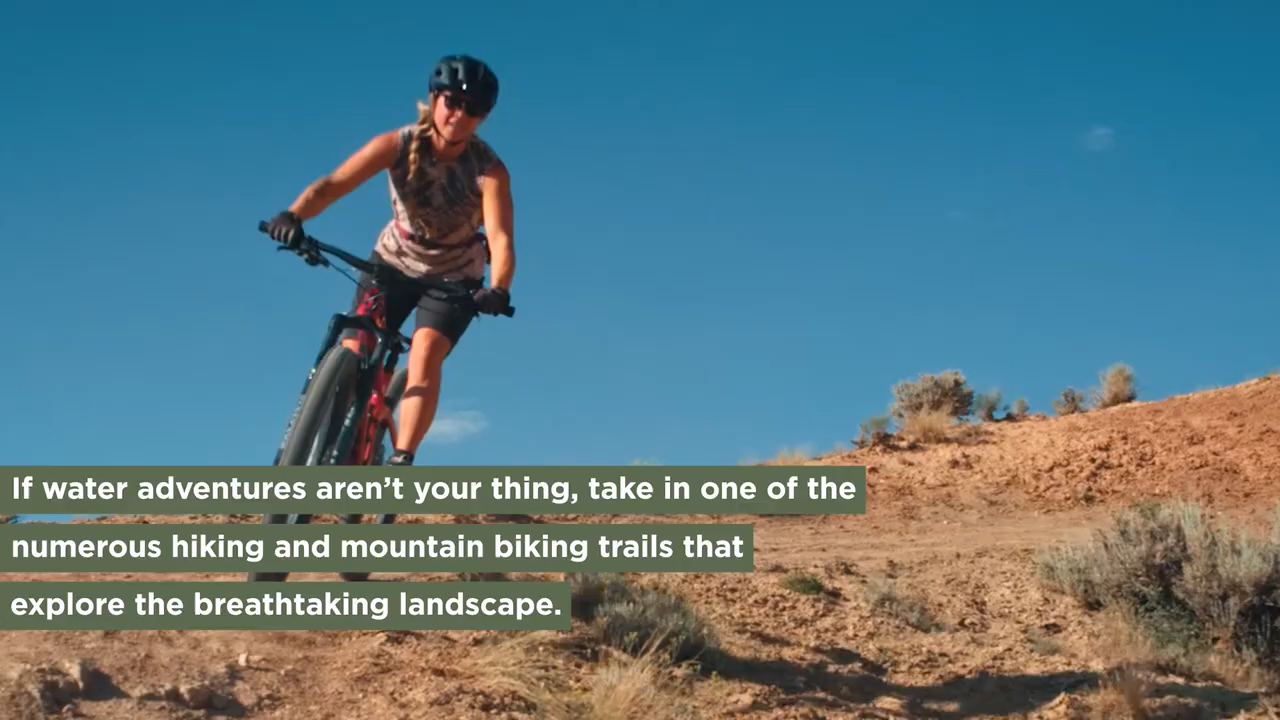 If water adventures aren’t your thing, take in one of the
numerous hiking and mountain biking trails that
explore the breathtaking landscape.